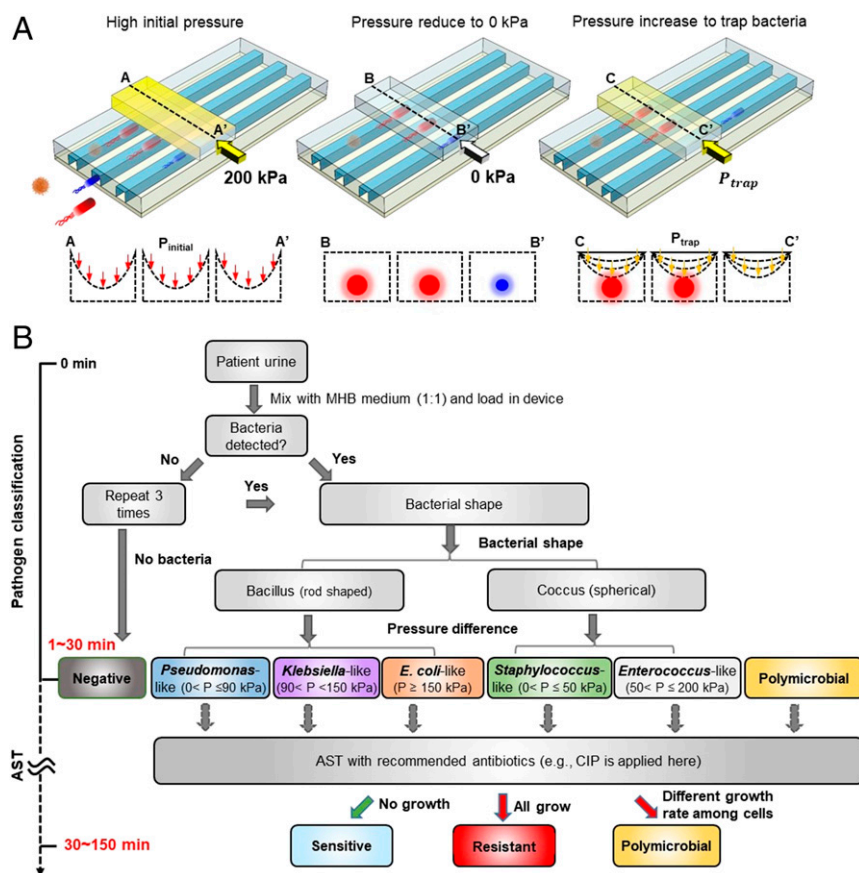 A
High initial pressure
Pressure reduce to 0 kPa
Pressure increase to trap bacteria
A
A'
200 kPa
B
B'
0 kPa
C
C'
P_trap
A
P_initial
A'
B
B'
C
P_trap
C'
B
0 min
Patient urine
Mix with MHB medium (1:1) and load in device
Bacteria
detected?
No
Yes
Repeat 3
times
Yes
Bacterial shape
Pathogen classification
No bacteria
Bacterial shape
Bacillus (rod shaped)
Coccus (spherical)
Pressure difference
1~30 min
Negative
Pseudomonas-
like (0< P ≤90 kPa)
Klebsiella-like
(90< P <150 kPa)
E. coli-like
(P ≥ 150 kPa)
Staphylococcus-
like (0< P ≤ 50 kPa)
Enterococcus-like
(50< P ≤ 200 kPa)
Polymicrobial
AST
AST with recommended antibiotics (e.g., CIP is applied here)
No growth
All grow
Different growth
rate among cells
30~150 min
Sensitive
Resistant
Polymicrobial